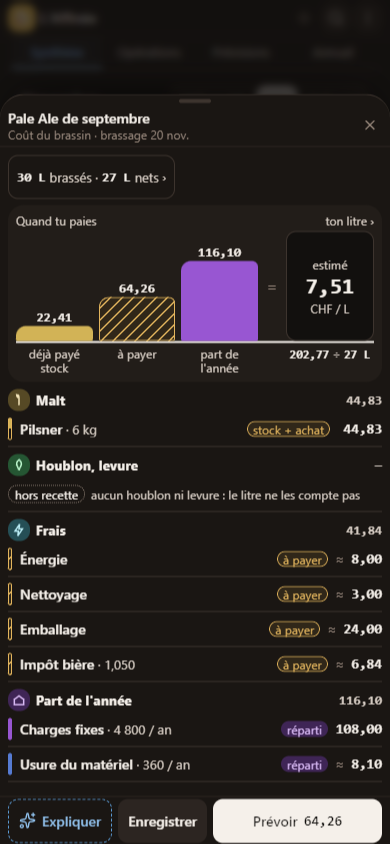 Pale Ale de septembre
Coût du brassin · brassage 20 nov.
×
30 L brassés · 27 L nets ›
Quand tu paies
ton litre ›
22,41
64,26
116,10
=
estimé
7,51
CHF / L
déjà payé
stock
à payer
part de
l'année
202,77 ÷ 27 L
Malt 44,83
Pilsner · 6 kg stock + achat 44,83
Houblon, levure –
hors recette aucun houblon ni levure : le litre ne les compte pas
Frais 41,84
Énergie à payer ≈ 8,00
Nettoyage à payer ≈ 3,00
Emballage à payer ≈ 24,00
Impôt bière · 1,050 à payer ≈ 6,84
Part de l'année 116,10
Charges fixes · 4 800 / an réparti 108,00
Usure du matériel · 360 / an réparti ≈ 8,10
Expliquer
Enregistrer
Prévoir 64,26